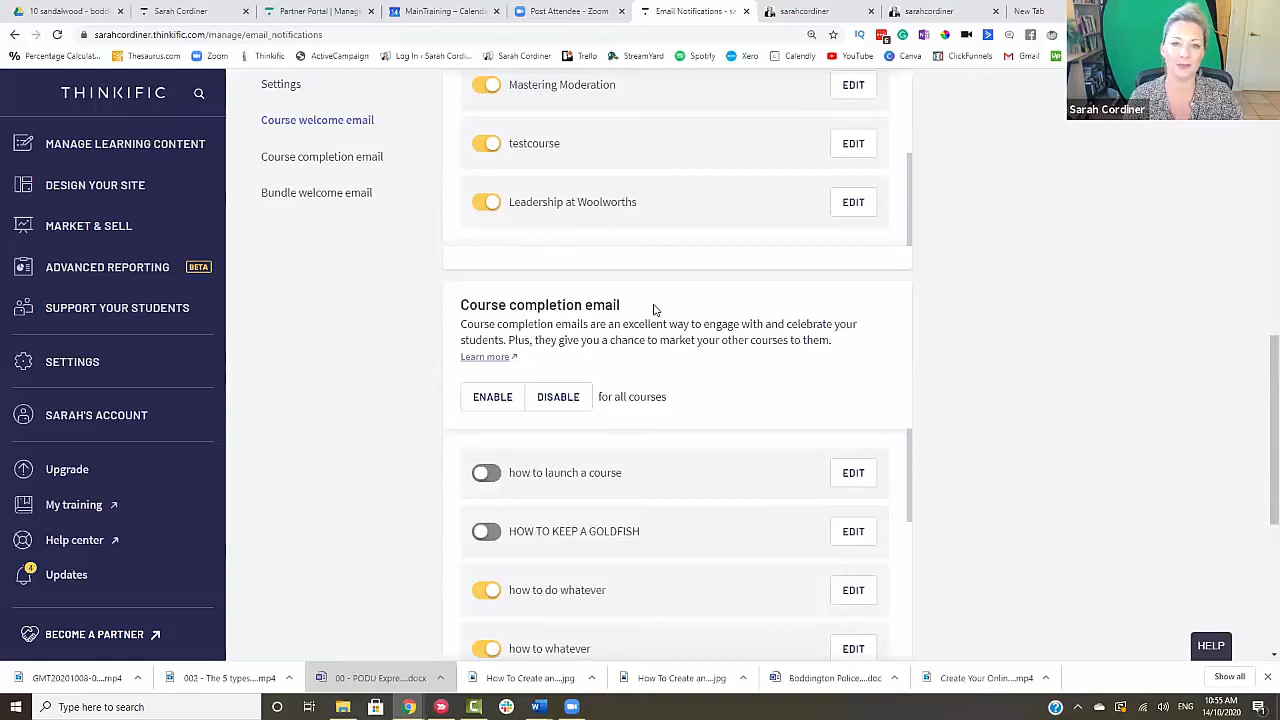 10 sandalwood - boddi
Sarah Cordiner
Partner Portal | Manage
MainTraining – Calenda
Post Attendee - Zoom
Email Notifications - sa
sarahcordiner
sarahcordiner
New Tab
sarahcordiner.thinkific.com/manage/email_notifications
Percentage Calculat...
Thesaurus.com
Zoom
Thinkific
ActiveCampaign
Log In ‹ Sarah Cord...
Sarah Cordiner
Trello
StreamYard
Spotify
Xero
Calendly
YouTube
Canva
ClickFunnels
Gmail
Sarah Cordiner
THINKIFIC
MANAGE LEARNING CONTENT
DESIGN YOUR SITE
MARKET & SELL
ADVANCED REPORTING BETA
SUPPORT YOUR STUDENTS
SETTINGS
SARAH'S ACCOUNT
Upgrade
My training
Help center
4
Updates
BECOME A PARTNER
Settings
Course welcome email
Course completion email
Bundle welcome email
Mastering Moderation EDIT
testcourse EDIT
Leadership at Woolworths EDIT
Course completion email
Course completion emails are an excellent way to engage with and celebrate your
students. Plus, they give you a chance to market your other courses to them.
Learn more
ENABLE DISABLE for all courses
how to launch a course EDIT
HOW TO KEEP A GOLDFISH EDIT
how to do whatever EDIT
how to whatever EDIT
HELP
GMT20201008-0....mp4
002 - The 5 types....mp4
00 - PODU Expre....docx
How To Create an....jpg
How To Create an....jpg
Boddington Police....doc
Create Your Onlin....mp4
Show all
Type here to search
10:55 AM
14/10/2020